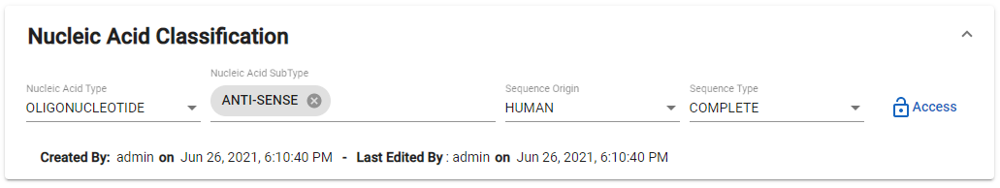 Nucleic Acid Classification
Nucleic Acid Type
Nucleic Acid SubType
Sequence Origin
Sequence Type
OLIGONUCLEOTIDE
ANTI-SENSE
HUMAN
COMPLETE
Access
Created By: admin on Jun 26, 2021, 6:10:40 PM - Last Edited By : admin on Jun 26, 2021, 6:10:40 PM